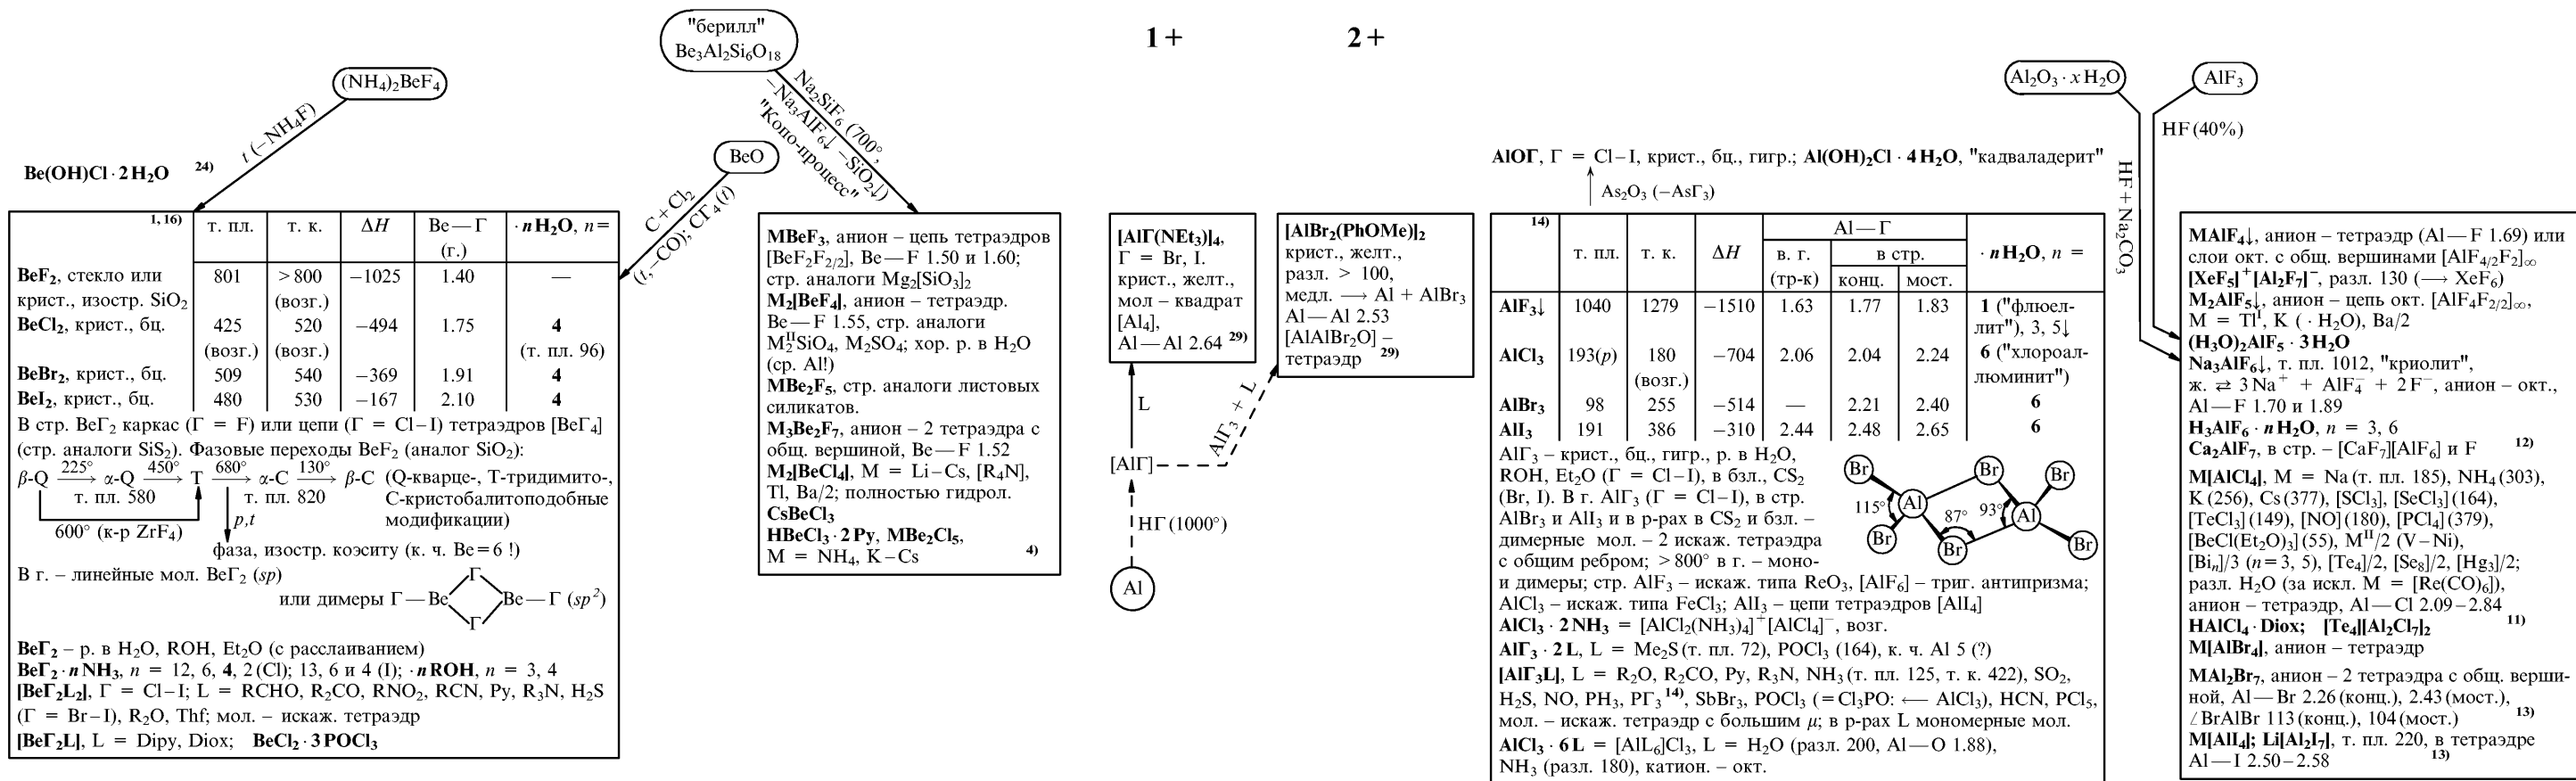 "берилл"
Be₃Al₂Si₆O₁₈
1+
2+
(NH₄)₂BeF₄
t (−NH₄F)
Be(OH)Cl · 2H₂O ²⁴⁾
Na₂SiF₆ (700°,
−Na₃AlF₆↓ −SiO₂↓)
"Копо-процесс"
BeO
C + Cl₂
(t, −CO); CГ₄ (t)
¹, ¹⁶⁾ т. пл. т. к. ΔH Be — Г (г.) · nH₂O, n =
BeF₂, стекло или крист., изостр. SiO₂ 801 > 800 (возг.) −1025 1.40 —
BeCl₂, крист., бц. 425 (возг.) 520 (возг.) −494 1.75 4 (т. пл. 96)
BeBr₂, крист., бц. 509 540 −369 1.91 4
BeI₂, крист., бц. 480 530 −167 2.10 4
В стр. BeГ₂ каркас (Г = F) или цепи (Г = Cl–I) тетраэдров [BeГ₄]
(стр. аналоги SiS₂). Фазовые переходы BeF₂ (аналог SiO₂):
β-Q —225°→ α-Q —450°→ T —680°→ α-C —130°→ β-C (Q-кварце-, T-тридимито-,
т. пл. 580 т. пл. 820 C-кристобалитоподобные
модификации)
600° (к-р ZrF₄)
p,t
фаза, изостр. коэситу (к. ч. Be = 6 !)
В г. – линейные мол. BeГ₂ (sp)
Г
или димеры Г — Be Be — Г (sp²)
Г
BeГ₂ – р. в H₂O, ROH, Et₂O (с расслаиванием)
BeГ₂ · nNH₃, n = 12, 6, 4, 2 (Cl); 13, 6 и 4 (I); · nROH, n = 3, 4
[BeГ₂L₂], Г = Cl–I; L = RCHO, R₂CO, RNO₂, RCN, Py, R₃N, H₂S
(Г = Br–I), R₂O, Thf; мол. – искаж. тетраэдр
[BeГ₂L], L = Dipy, Diox; BeCl₂ · 3POCl₃
MBeF₃, анион – цепь тетраэдров
[BeF₂F₂/₂], Be — F 1.50 и 1.60;
стр. аналоги Mg₂[SiO₃]₂
M₂[BeF₄], анион – тетраэдр.
Be — F 1.55, стр. аналоги
M₂ᴵᴵSiO₄, M₂SO₄; хор. р. в H₂O
(ср. Al!)
MBe₂F₅, стр. аналоги листовых
силикатов.
M₃Be₂F₇, анион – 2 тетраэдра с
общ. вершиной, Be — F 1.52
M₂[BeCl₄], M = Li–Cs, [R₄N],
Tl, Ba/2; полностью гидрол.
CsBeCl₃
HBeCl₃ · 2Py, MBe₂Cl₅,
M = NH₄, K–Cs ⁴⁾
[AlГ(NEt₃)]₄,
Г = Br, I.
крист., желт.,
мол – квадрат
[Al₄],
Al — Al 2.64 ²⁹⁾
L
[AlГ]
HГ (1000°)
Al
AlГ₃ + L
[AlBr₂(PhOMe)]₂
крист., желт.,
разл. > 100,
медл. → Al + AlBr₃
Al — Al 2.53
[AlAlBr₂O] –
тетраэдр ²⁹⁾
AlOГ, Г = Cl–I, крист., бц., гигр.; Al(OH)₂Cl · 4H₂O, "кадваладерит"
As₂O₃ (−AsГ₃)
¹⁴⁾ т. пл. т. к. ΔH Al — Г · nH₂O, n =
в. г. (тр-к) в стр.
конц. мост.
AlF₃↓ 1040 1279 −1510 1.63 1.77 1.83 1 ("флюел-лит"), 3, 5↓
AlCl₃ 193(p) 180 (возг.) −704 2.06 2.04 2.24 6 ("хлороал-люминит")
AlBr₃ 98 255 −514 — 2.21 2.40 6
AlI₃ 191 386 −310 2.44 2.48 2.65 6
AlГ₃ – крист., бц., гигр., р. в H₂O,
ROH, Et₂O (Г = Cl–I), в бзл., CS₂
(Br, I). В г. AlГ₃ (Г = Cl–I), в стр.
AlBr₃ и AlI₃ и в р-рах в CS₂ и бзл. –
димерные мол. – 2 искаж. тетраэдра
с общим ребром; > 800° в г. – моно-
и димеры; стр. AlF₃ – искаж. типа ReO₃, [AlF₆] – триг. антипризма;
AlCl₃ – искаж. типа FeCl₃; AlI₃ – цепи тетраэдров [AlI₄]
Br Br Br
115° Al 87° 93° Al
Br Br Br
AlCl₃ · 2NH₃ = [AlCl₂(NH₃)₄]⁺[AlCl₄]⁻, возг.
AlГ₃ · 2L, L = Me₂S (т. пл. 72), POCl₃ (164), к. ч. Al 5 (?)
[AlГ₃L], L = R₂O, R₂CO, Py, R₃N, NH₃ (т. пл. 125, т. к. 422), SO₂,
H₂S, NO, PH₃, PГ₃ ¹⁴⁾, SbBr₃, POCl₃ (= Cl₃PO: ← AlCl₃), HCN, PCl₅,
мол. – искаж. тетраэдр с большим μ; в р-рах L мономерные мол.
AlCl₃ · 6L = [AlL₆]Cl₃, L = H₂O (разл. 200, Al — O 1.88),
NH₃ (разл. 180), катион. – окт.
Al₂O₃ · xH₂O
AlF₃
HF (40%)
HF + Na₂CO₃
MAlF₄↓, анион – тетраэдр (Al — F 1.69) или
слои окт. с общ. вершинами [AlF₄/₂F₂]∞
[XeF₅]⁺[Al₂F₇]⁻, разл. 130 (→ XeF₆)
M₂AlF₅↓, анион – цепь окт. [AlF₄F₂/₂]∞,
M = Tlᴵ, K ( · H₂O), Ba/2
(H₃O)₂AlF₅ · 3H₂O
Na₃AlF₆↓, т. пл. 1012, "криолит",
ж. ⇄ 3Na⁺ + AlF₄⁻ + 2F⁻, анион – окт.,
Al — F 1.70 и 1.89
H₃AlF₆ · nH₂O, n = 3, 6
Ca₂AlF₇, в стр. – [CaF₇][AlF₆] и F ¹²⁾
M[AlCl₄], M = Na (т. пл. 185), NH₄ (303),
K (256), Cs (377), [SCl₃], [SeCl₃] (164),
[TeCl₃] (149), [NO] (180), [PCl₄] (379),
[BeCl(Et₂O)₃] (55), Mᴵᴵ/2 (V–Ni),
[Biₙ]/3 (n = 3, 5), [Te₄]/2, [Se₈]/2, [Hg₃]/2;
разл. H₂O (за искл. M = [Re(CO)₆]),
анион – тетраэдр, Al — Cl 2.09–2.84
HAlCl₄ · Diox; [Te₄][Al₂Cl₇]₂ ¹¹⁾
M[AlBr₄], анион – тетраэдр
MAl₂Br₇, анион – 2 тетраэдра с общ. верши-
ной, Al — Br 2.26 (конц.), 2.43 (мост.),
∠BrAlBr 113 (конц.), 104 (мост.) ¹³⁾
M[AlI₄]; Li[Al₂I₇], т. пл. 220, в тетраэдре
Al — I 2.50–2.58 ¹³⁾